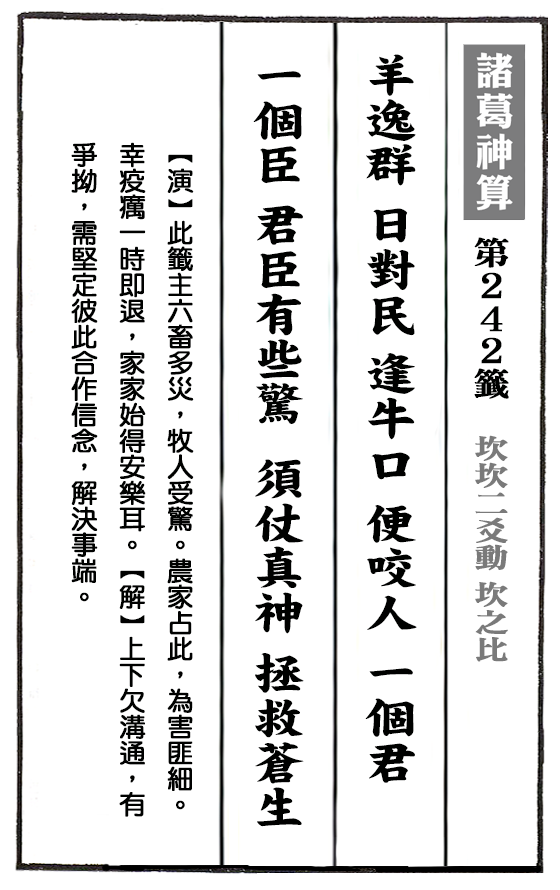 諸葛神算 第242籤 坎坎二爻動 坎之比
羊逸群 日對民 逢牛口 便咬人 一個君
一個臣 君臣有些驚 須仗真神 拯救蒼生
【演】此籤主六畜多災，牧人受驚。農家占此，為害匪細。
幸疫癘一時即退，家家始得安樂耳。【解】上下欠溝通，有
爭拗，需堅定彼此合作信念，解決事端。